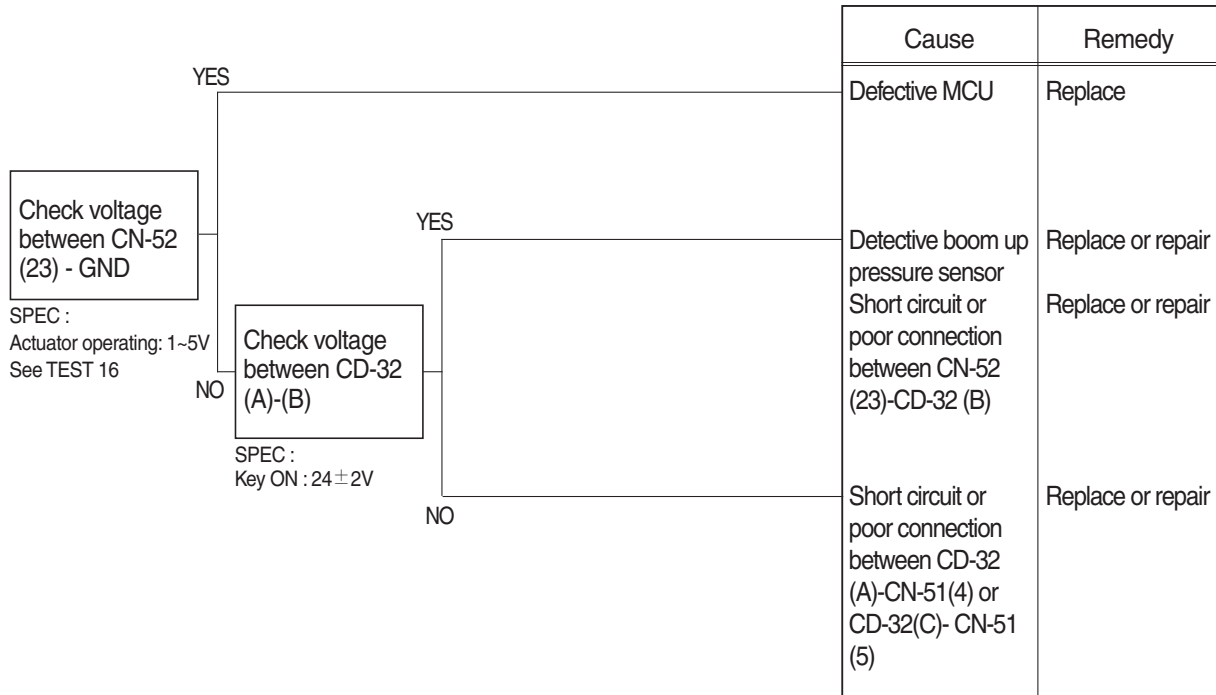 Cause
Remedy
YES
Defective MCU
Replace
Check voltage
between CN-52
(23) - GND
SPEC :
Actuator operating: 1~5V
See TEST 16
YES
Detective boom up
pressure sensor
Replace or repair
Short circuit or
poor connection
between CN-52
(23)-CD-32 (B)
Replace or repair
NO
Check voltage
between CD-32
(A)-(B)
SPEC :
Key ON : 24±2V
NO
Short circuit or
poor connection
between CD-32
(A)-CN-51(4) or
CD-32(C)- CN-51
(5)
Replace or repair